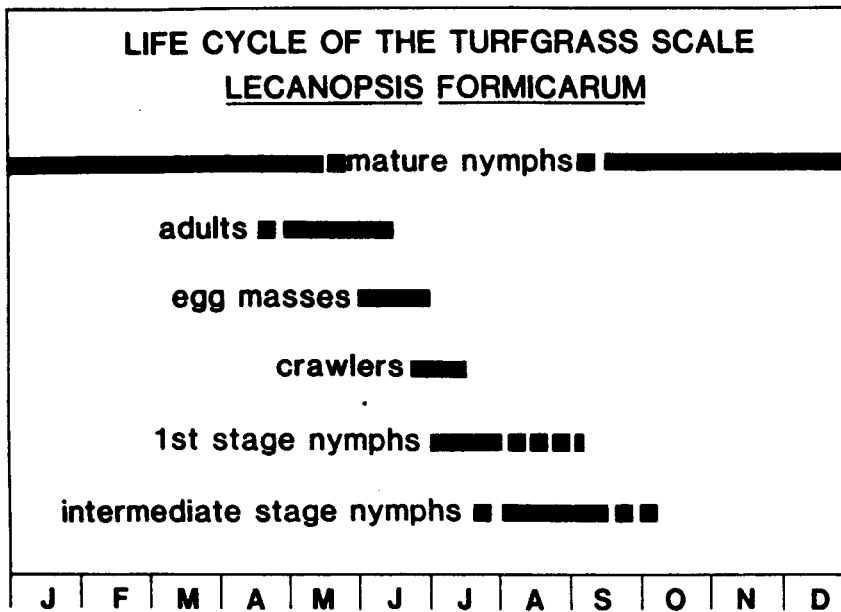 LIFE CYCLE OF THE TURFGRASS SCALE
LECANOPSIS FORMICARUM
mature nymphs
adults
egg masses
crawlers
1st stage nymphs
intermediate stage nymphs
J F M A M J J A S O N D